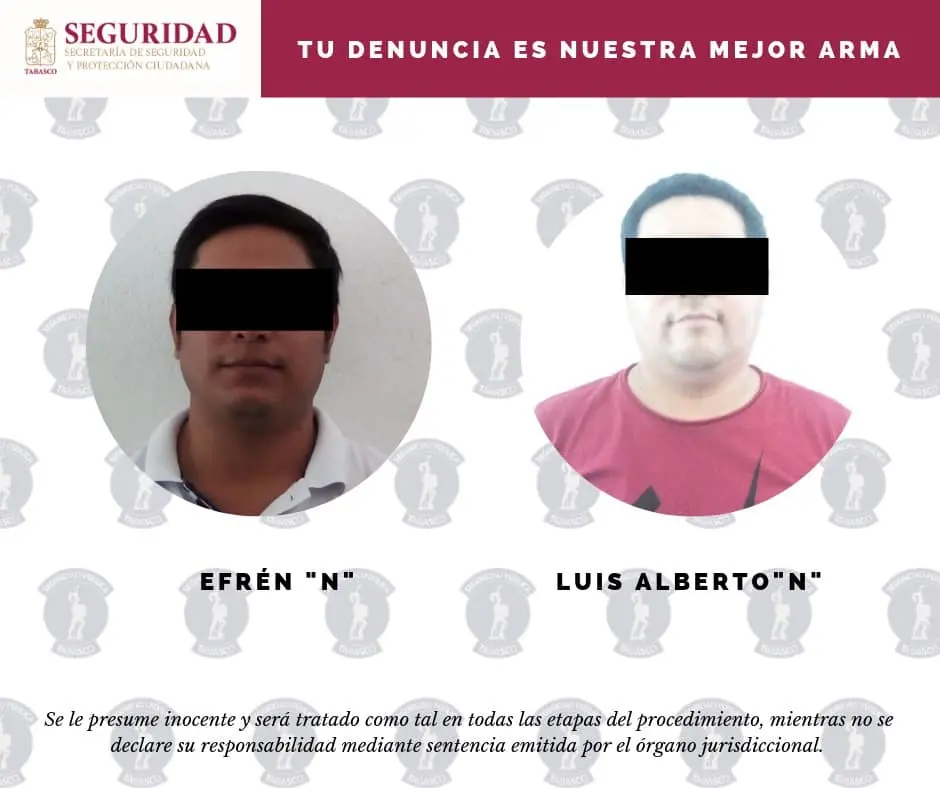 SEGURIDAD
SECRETARÍA DE SEGURIDAD
Y PROTECCIÓN CIUDADANA
TABASCO
TU DENUNCIA ES NUESTRA MEJOR ARMA
EFRÉN "N"
LUIS ALBERTO"N"
Se le presume inocente y será tratado como tal en todas las etapas del procedimiento, mientras no se
declare su responsabilidad mediante sentencia emitida por el órgano jurisdiccional.